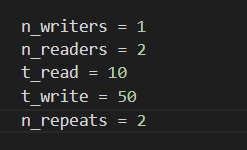 n_writers = 1
n_readers = 2
t_read = 10
t_write = 50
n_repeats = 2